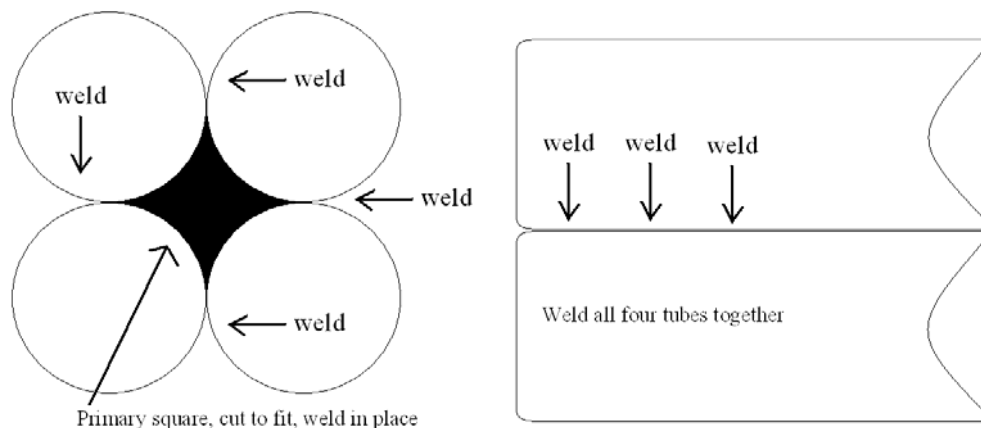 weld
weld
weld
weld
Primary square, cut to fit, weld in place
weld
weld
weld
Weld all four tubes together